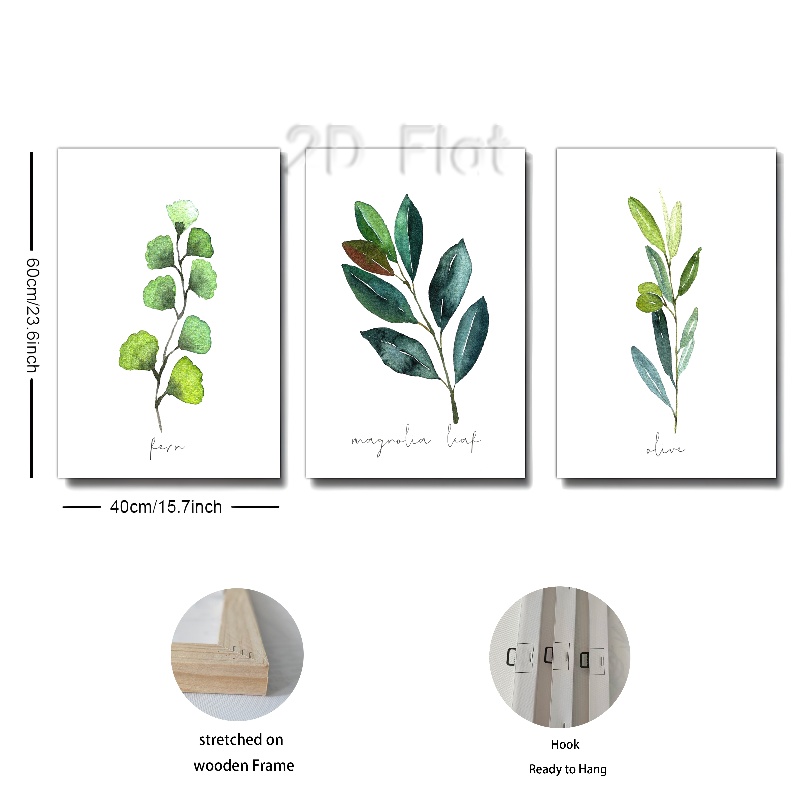 2D Flat
60cm/23.6inch
fern
magnolia leaf
olive
40cm/15.7inch
stretched on
wooden Frame
Hook
Ready to Hang